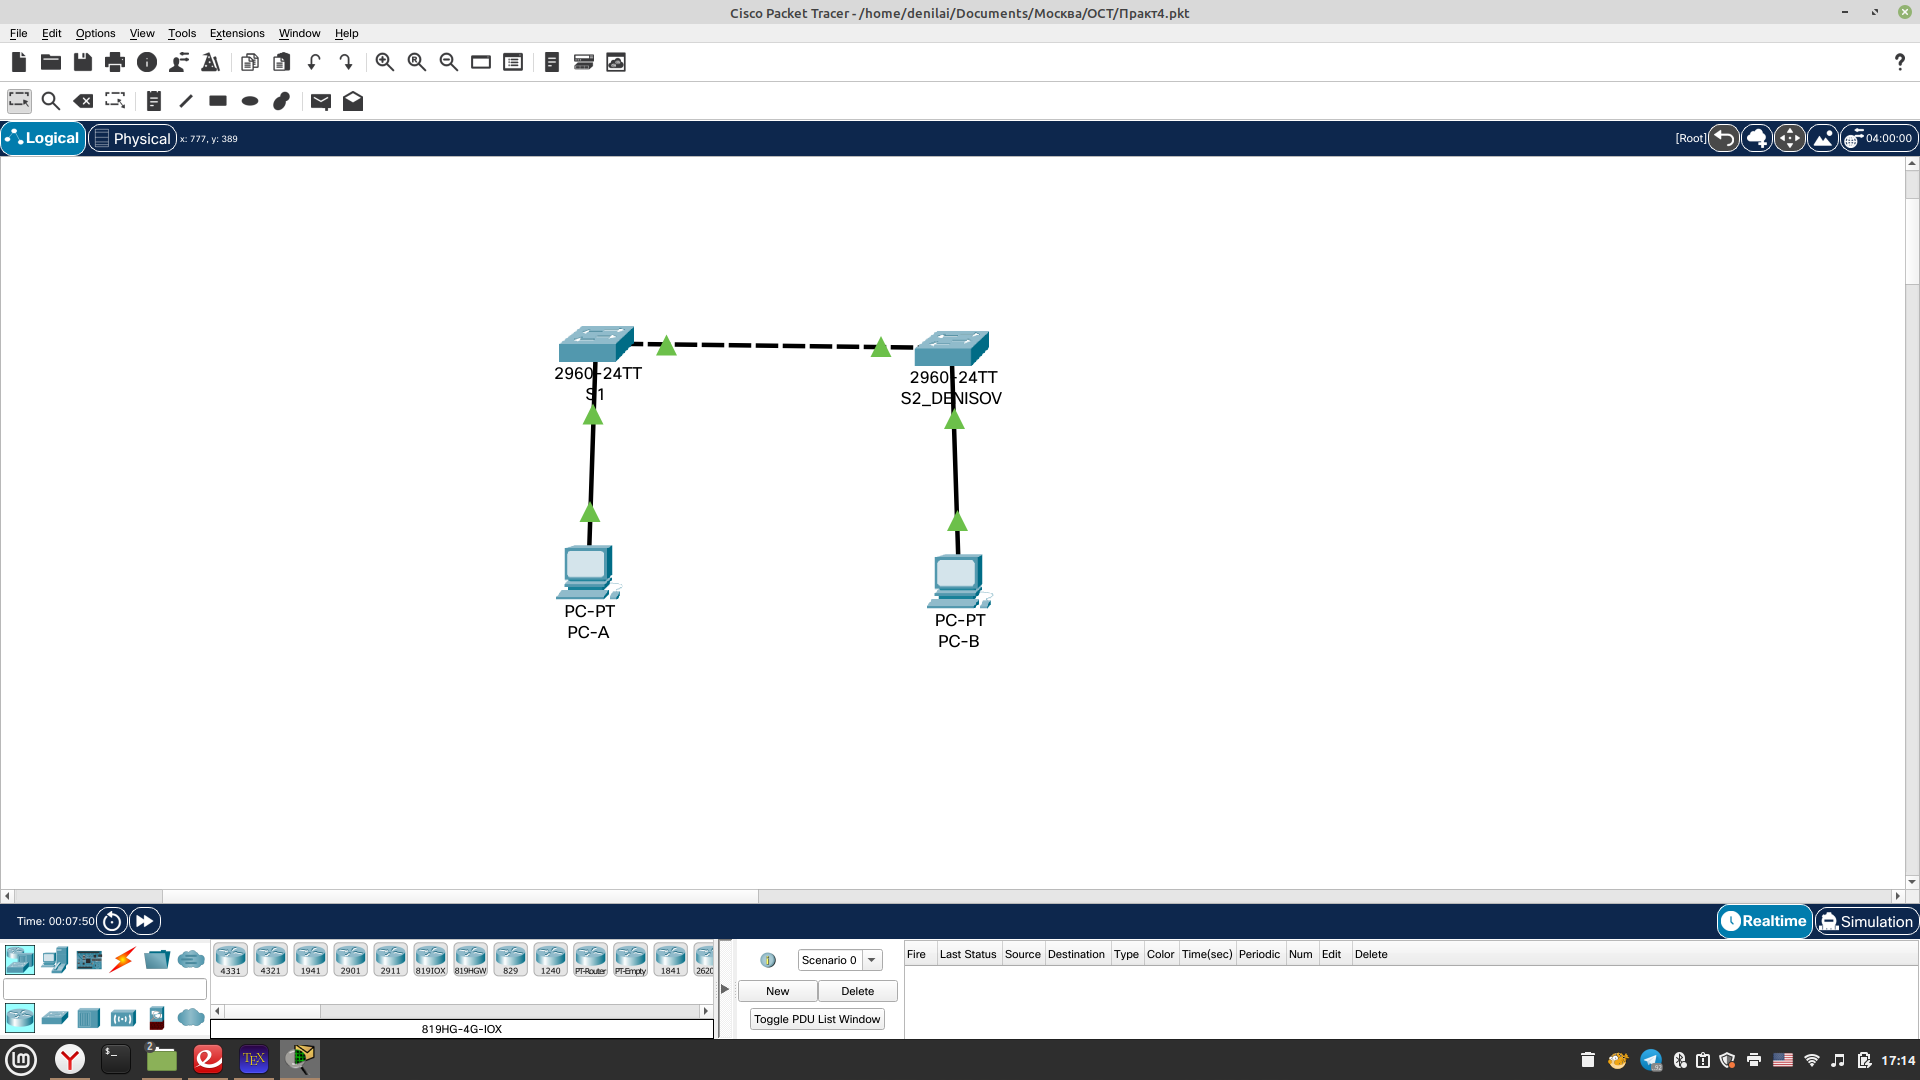 Cisco Packet Tracer - /home/denilai/Documents/Москва/ОСТ/Практ4.pkt
File Edit Options View Tools Extensions Window Help
Logical Physical x: 777, y: 389 [Root] 04:00:00
2960-24TT
S1
2960-24TT
S2_DENISOV
PC-PT
PC-A
PC-PT
PC-B
Time: 00:07:50 Realtime Simulation
4331 4321 1941 2901 2911 819IOX 819HGW 829 1240 PT-Router PT-Empty 1841 2620
819HG-4G-IOX
Scenario 0
New Delete
Toggle PDU List Window
Fire Last Status Source Destination Type Color Time(sec) Periodic Num Edit Delete
2
TEX
17:14